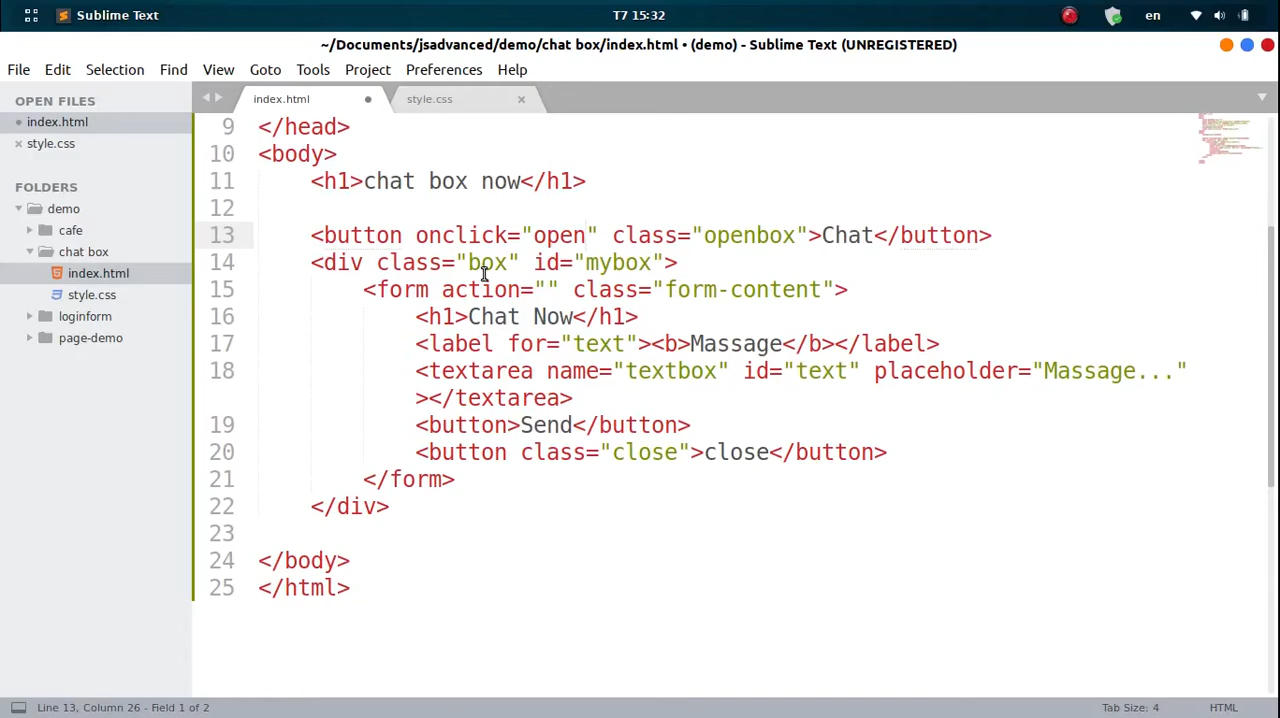 Sublime Text
T7 15:32
en
~/Documents/jsadvanced/demo/chat box/index.html • (demo) - Sublime Text (UNREGISTERED)
File Edit Selection Find View Goto Tools Project Preferences Help
OPEN FILES
index.html
style.css
FOLDERS
demo
cafe
chat box
index.html
style.css
loginform
page-demo
index.html
style.css
9 </head>
10 <body>
11 <h1>chat box now</h1>
12
13 <button onclick="open" class="openbox">Chat</button>
14 <div class="box" id="mybox">
15 <form action="" class="form-content">
16 <h1>Chat Now</h1>
17 <label for="text"><b>Massage</b></label>
18 <textarea name="textbox" id="text" placeholder="Massage..."
></textarea>
19 <button>Send</button>
20 <button class="close">close</button>
21 </form>
22 </div>
23
24 </body>
25 </html>
Line 13, Column 26 - Field 1 of 2
Tab Size: 4
HTML